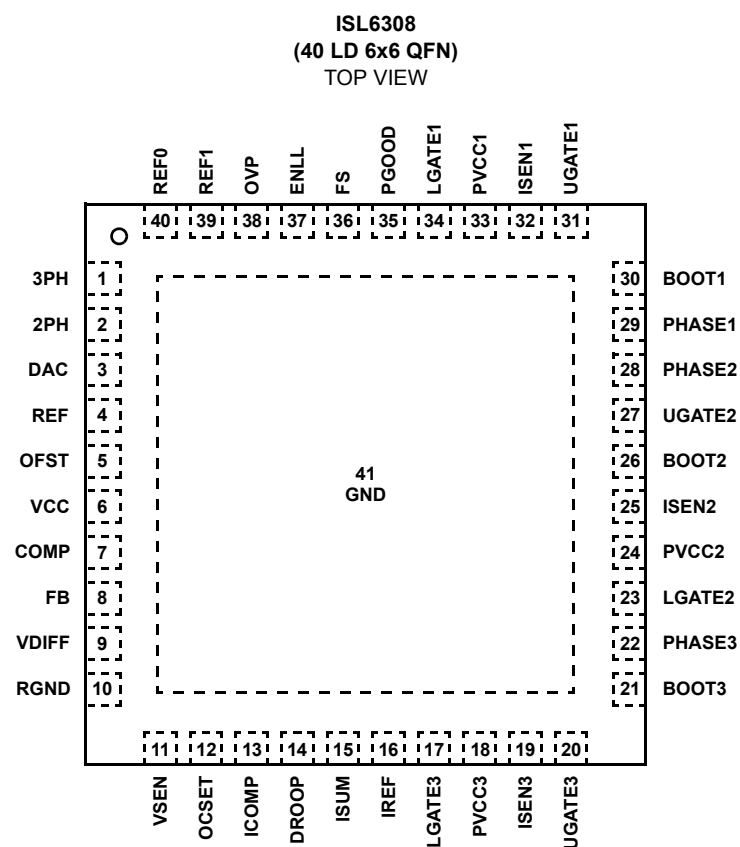 ISL6308
(40 LD 6x6 QFN)
TOP VIEW
REF0
REF1
OVP
ENLL
FS
PGOOD
LGATE1
PVCC1
ISEN1
UGATE1
40 39 38 37 36 35 34 33 32 31
3PH 1
2PH 2
DAC 3
REF 4
OFST 5
VCC 6
COMP 7
FB 8
VDIFF 9
RGND 10
41
GND
30 BOOT1
29 PHASE1
28 PHASE2
27 UGATE2
26 BOOT2
25 ISEN2
24 PVCC2
23 LGATE2
22 PHASE3
21 BOOT3
11 12 13 14 15 16 17 18 19 20
VSEN
OCSET
ICOMP
DROOP
ISUM
IREF
LGATE3
PVCC3
ISEN3
UGATE3